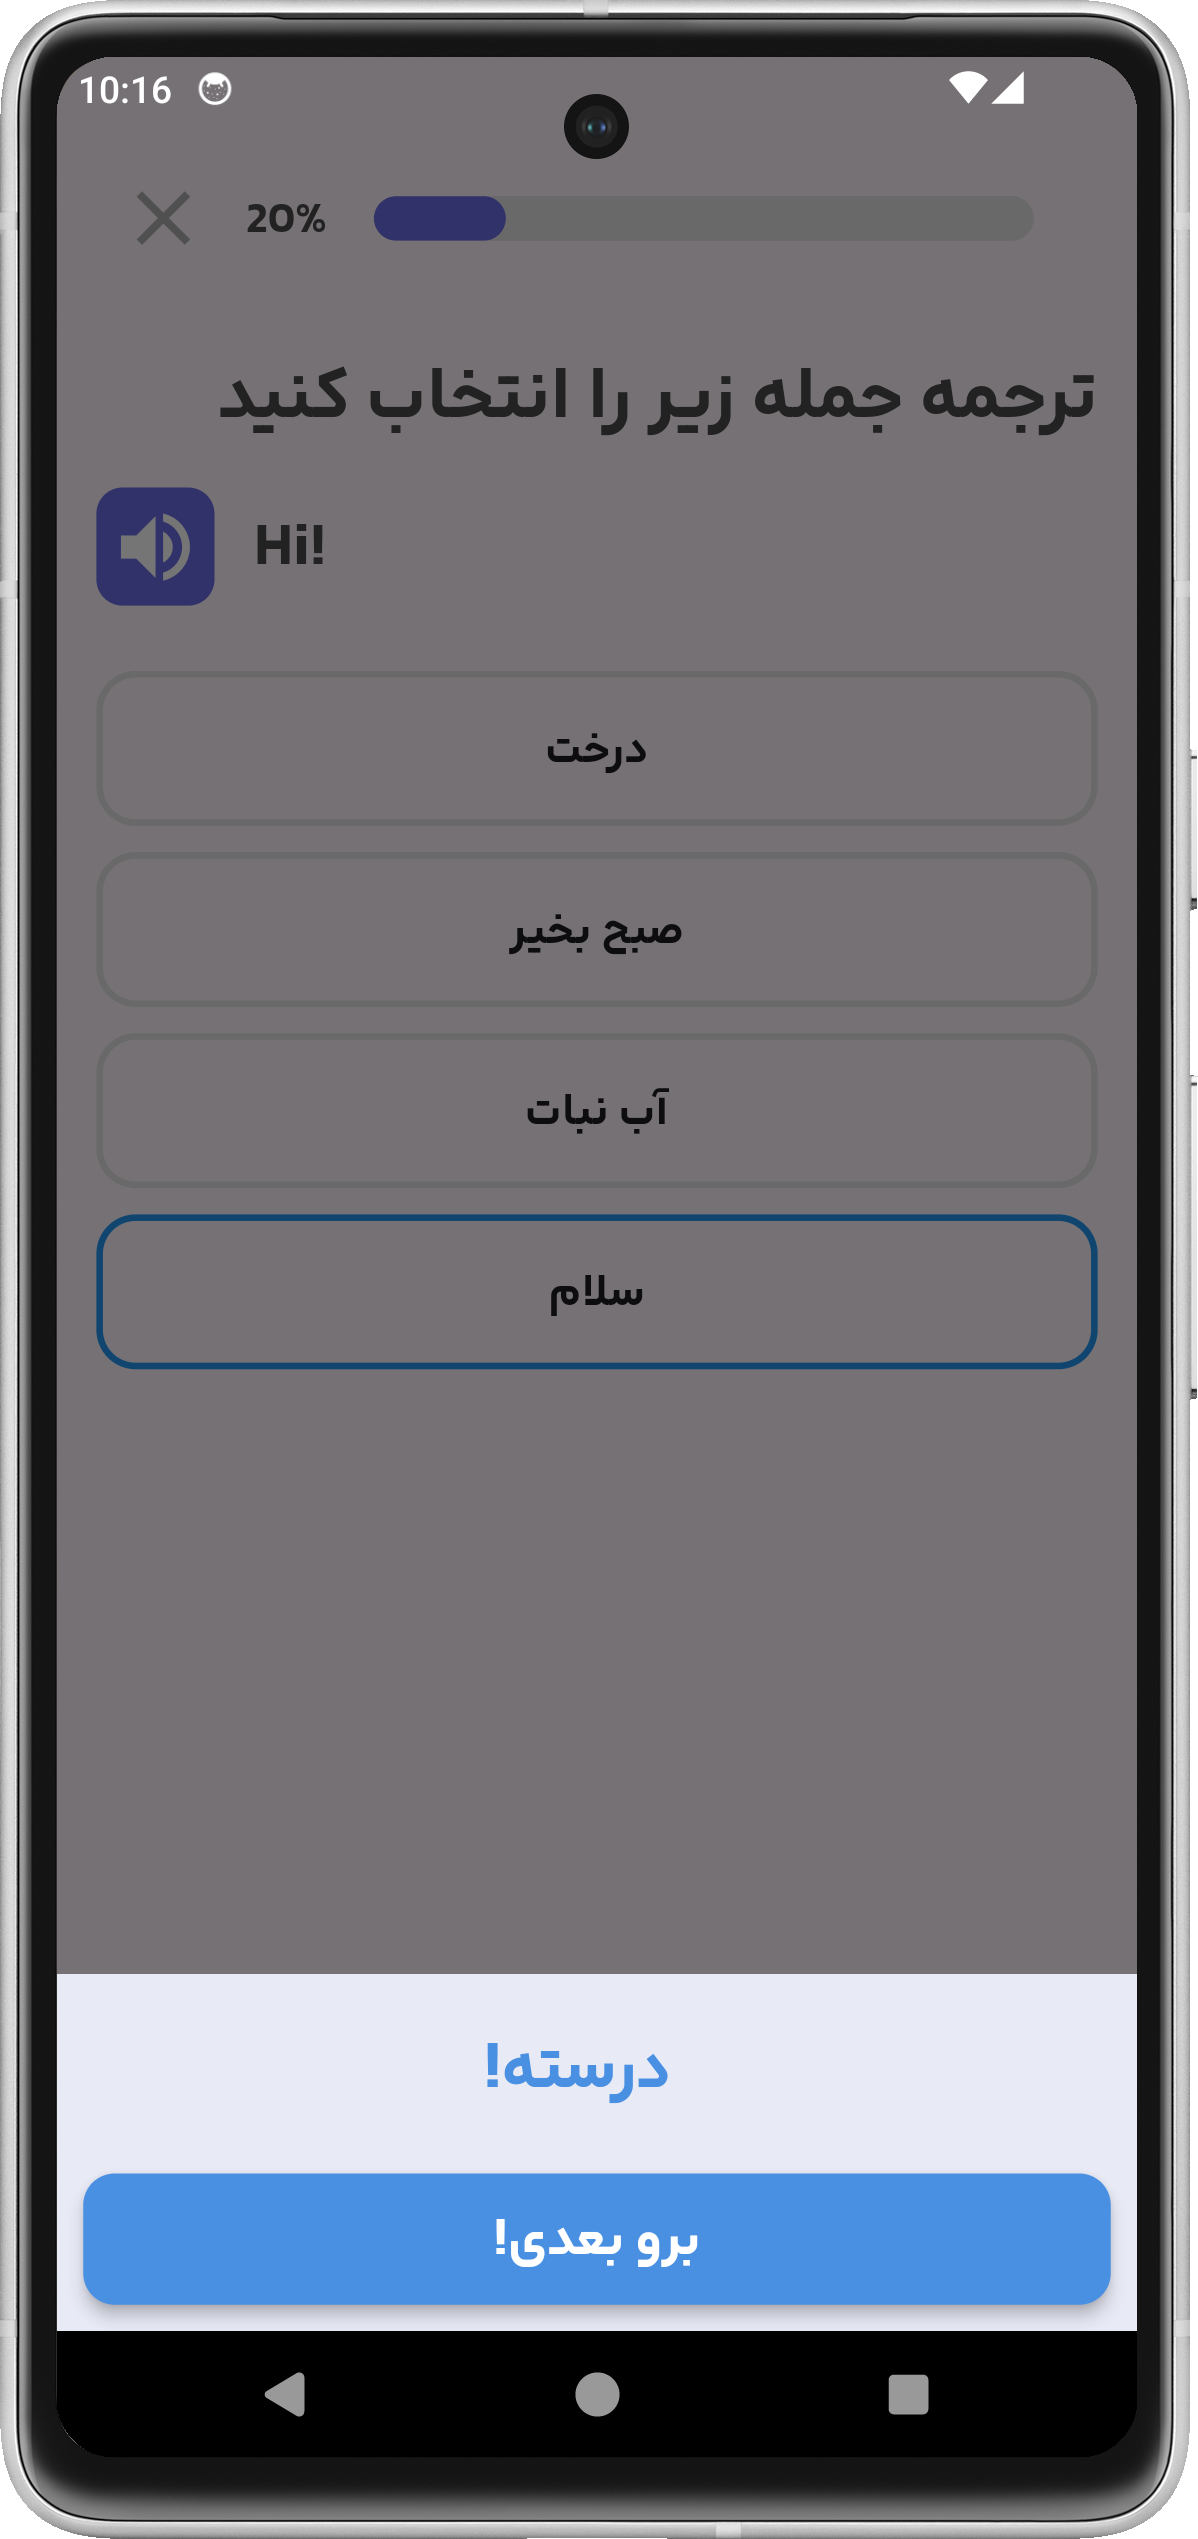 10:16
20%
ترجمه جمله زیر را انتخاب کنید
Hi!
درخت
صبح بخیر
آب نبات
سلام
درسته!
برو بعدی!